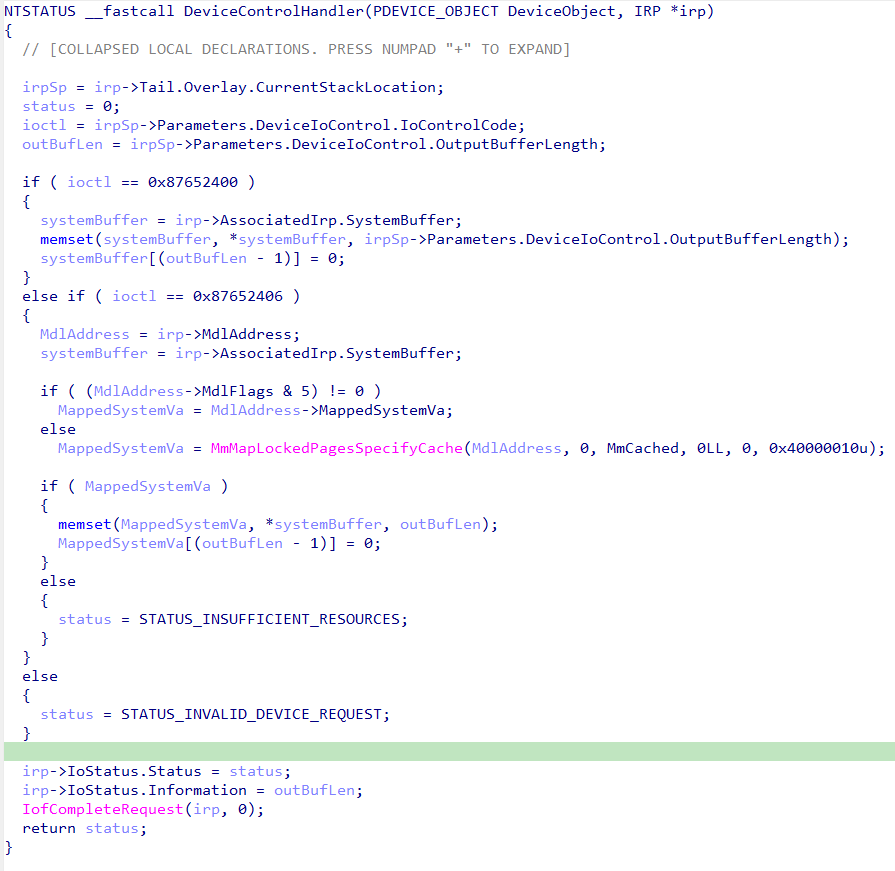 NTSTATUS __fastcall DeviceControlHandler(PDEVICE_OBJECT DeviceObject, IRP *irp)
{
  // [COLLAPSED LOCAL DECLARATIONS. PRESS NUMPAD "+" TO EXPAND]

  irpSp = irp->Tail.Overlay.CurrentStackLocation;
  status = 0;
  ioctl = irpSp->Parameters.DeviceIoControl.IoControlCode;
  outBufLen = irpSp->Parameters.DeviceIoControl.OutputBufferLength;

  if ( ioctl == 0x87652400 )
  {
    systemBuffer = irp->AssociatedIrp.SystemBuffer;
    memset(systemBuffer, *systemBuffer, irpSp->Parameters.DeviceIoControl.OutputBufferLength);
    systemBuffer[(outBufLen - 1)] = 0;
  }
  else if ( ioctl == 0x87652406 )
  {
    MdlAddress = irp->MdlAddress;
    systemBuffer = irp->AssociatedIrp.SystemBuffer;

    if ( (MdlAddress->MdlFlags & 5) != 0 )
      MappedSystemVa = MdlAddress->MappedSystemVa;
    else
      MappedSystemVa = MmMapLockedPagesSpecifyCache(MdlAddress, 0, MmCached, 0LL, 0, 0x40000010u);

    if ( MappedSystemVa )
    {
      memset(MappedSystemVa, *systemBuffer, outBufLen);
      MappedSystemVa[(outBufLen - 1)] = 0;
    }
    else
    {
      status = STATUS_INSUFFICIENT_RESOURCES;
    }
  }
  else
  {
    status = STATUS_INVALID_DEVICE_REQUEST;
  }

  irp->IoStatus.Status = status;
  irp->IoStatus.Information = outBufLen;
  IofCompleteRequest(irp, 0);
  return status;
}